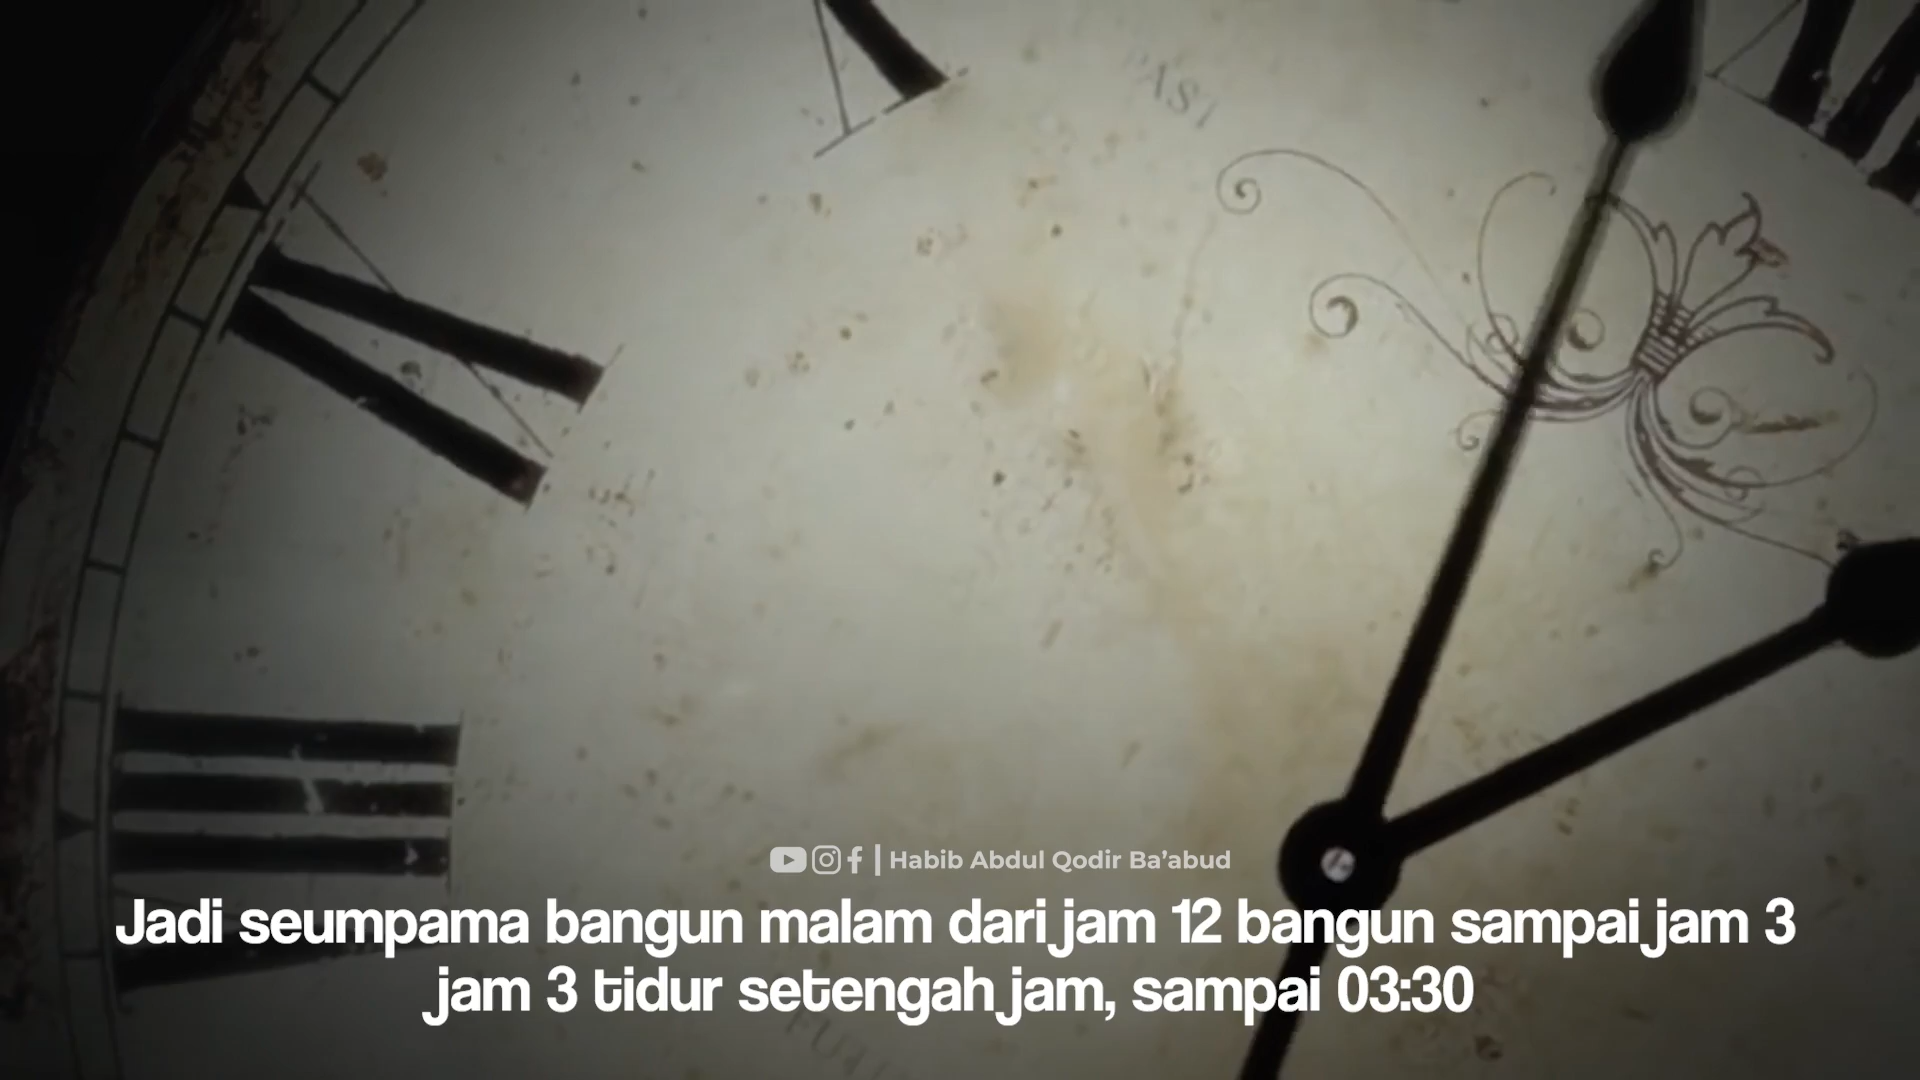 PAST
| Habib Abdul Qodir Ba'abud
Jadi seumpama bangun malam dari jam 12 bangun sampai jam 3
jam 3 tidur setengah jam, sampai 03:30